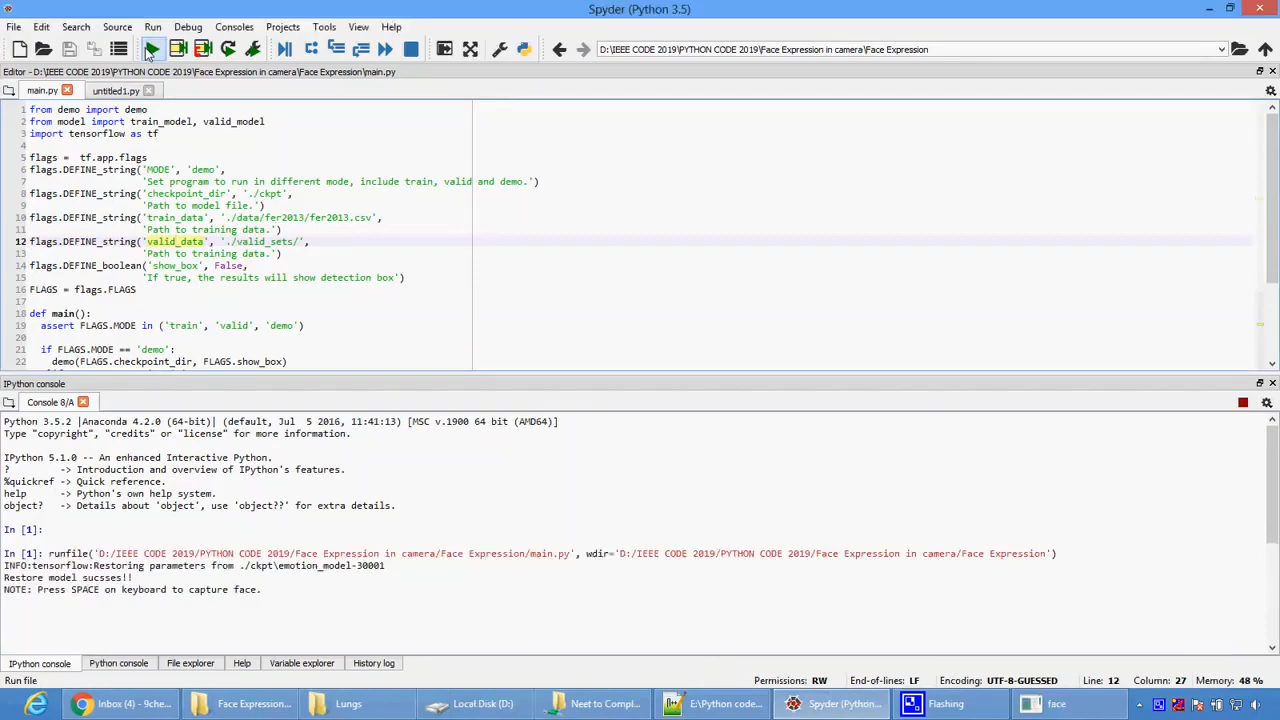 Spyder (Python 3.5)
File Edit Search Source Run Debug Consoles Projects Tools View Help
D:\IEEE CODE 2019\PYTHON CODE 2019\Face Expression in camera\Face Expression
Editor - D:\IEEE CODE 2019\PYTHON CODE 2019\Face Expression in camera\Face Expression\main.py
main.py untitled1.py
1 from demo import demo
2 from model import train_model, valid_model
3 import tensorflow as tf
4
5 flags =  tf.app.flags
6 flags.DEFINE_string('MODE', 'demo',
7 'Set program to run in different mode, include train, valid and demo.')
8 flags.DEFINE_string('checkpoint_dir', './ckpt',
9 'Path to model file.')
10 flags.DEFINE_string('train_data', './data/fer2013/fer2013.csv',
11 'Path to training data.')
12 flags.DEFINE_string('valid_data', './valid_sets/',
13 'Path to training data.')
14 flags.DEFINE_boolean('show_box', False,
15 'If true, the results will show detection box')
16 FLAGS = flags.FLAGS
17
18 def main():
19 assert FLAGS.MODE in ('train', 'valid', 'demo')
20
21 if FLAGS.MODE == 'demo':
22 demo(FLAGS.checkpoint_dir, FLAGS.show_box)
IPython console
Console 8/A
Python 3.5.2 |Anaconda 4.2.0 (64-bit)| (default, Jul  5 2016, 11:41:13) [MSC v.1900 64 bit (AMD64)]
Type "copyright", "credits" or "license" for more information.
IPython 5.1.0 -- An enhanced Interactive Python.
? -> Introduction and overview of IPython's features.
%quickref -> Quick reference.
help -> Python's own help system.
object? -> Details about 'object', use 'object??' for extra details.
In [1]:
In [1]: runfile('D:/IEEE CODE 2019/PYTHON CODE 2019/Face Expression in camera/Face Expression/main.py', wdir='D:/IEEE CODE 2019/PYTHON CODE 2019/Face Expression in camera/Face Expression')
INFO:tensorflow:Restoring parameters from ./ckpt\emotion_model-30001
Restore model sucsses!!
NOTE: Press SPACE on keyboard to capture face.
IPython console Python console File explorer Help Variable explorer History log
Run file Permissions: RW End-of-lines: LF Encoding: UTF-8-GUESSED Line: 12 Column: 27 Memory: 48 %
Inbox (4) - 9che... Face Expression... Lungs Local Disk (D:) Neet to Compl... E:\Python code... Spyder (Python... Flashing face